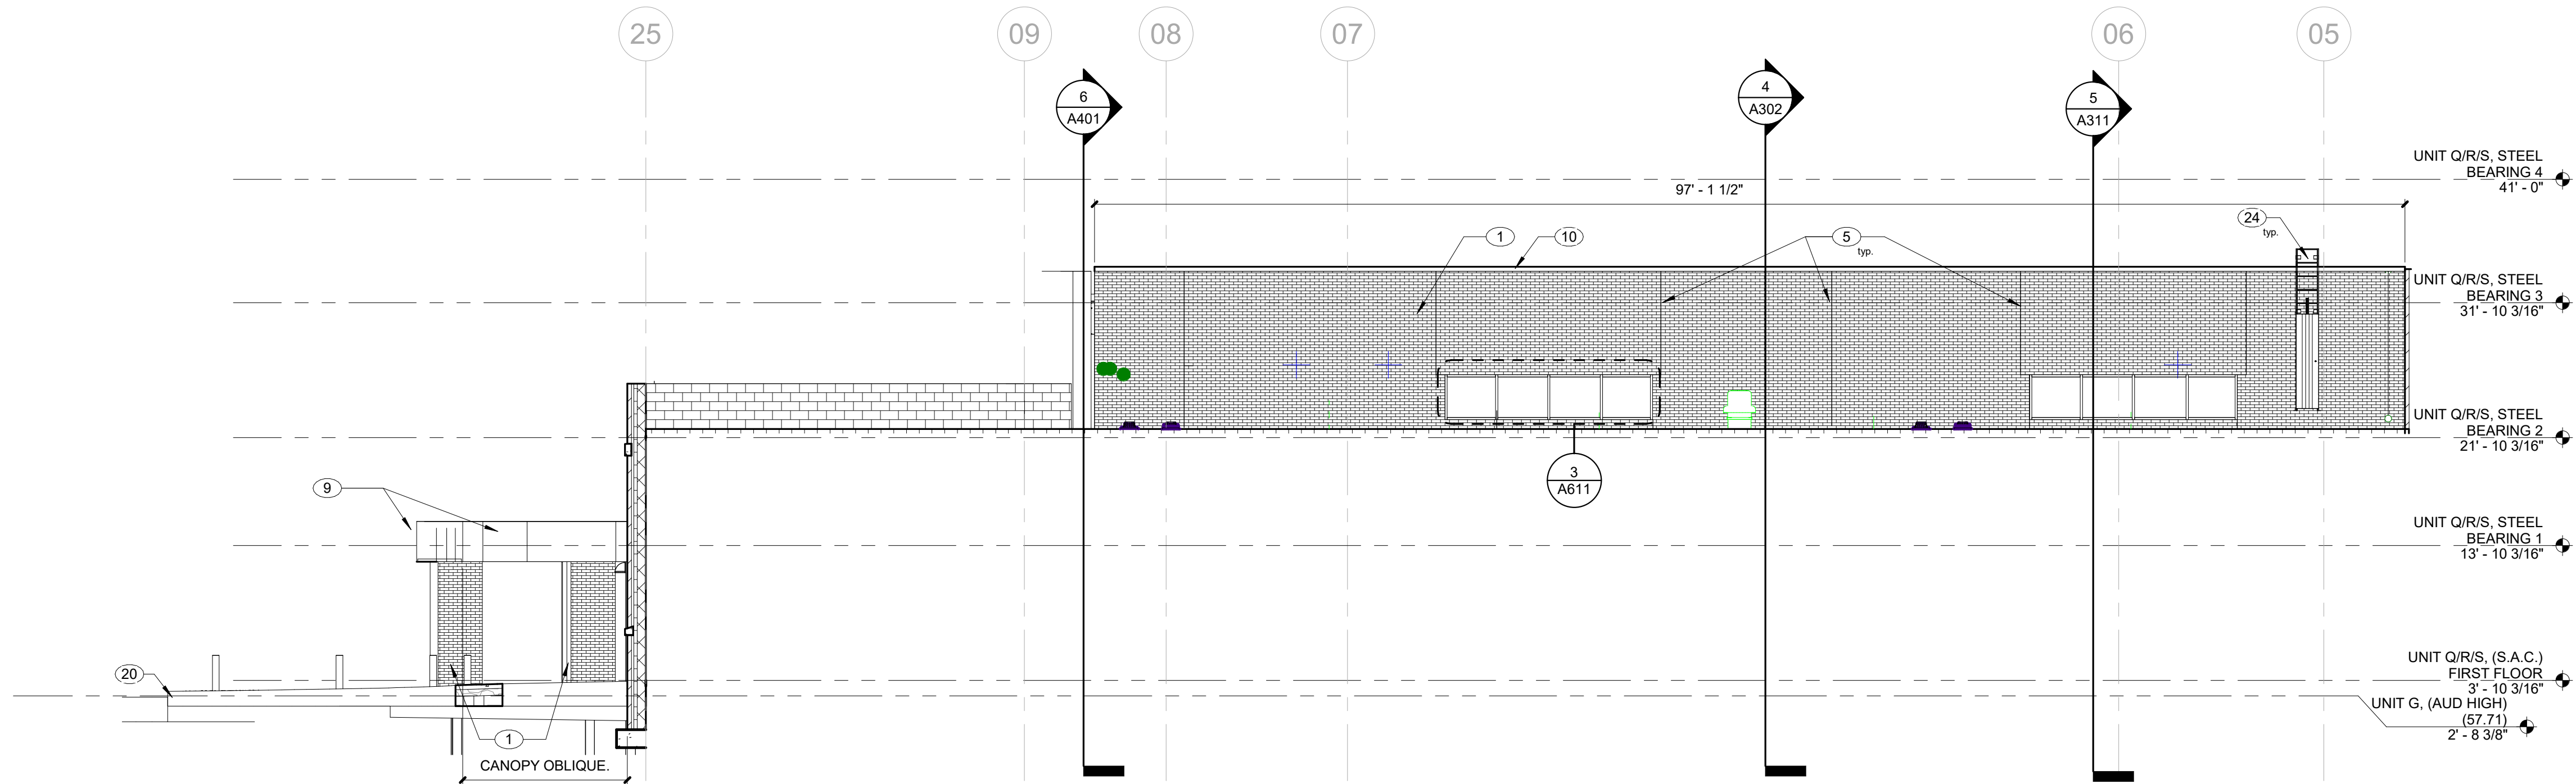 25
09
08
07
06
05
6
A401
4
A302
5
A311
UNIT Q/R/S, STEEL
BEARING 4
41' - 0"
97' - 1 1/2"
1
10
5
typ.
24
typ.
UNIT Q/R/S, STEEL
BEARING 3
31' - 10 3/16"
UNIT Q/R/S, STEEL
BEARING 2
21' - 10 3/16"
3
A611
9
UNIT Q/R/S, STEEL
BEARING 1
13' - 10 3/16"
20
UNIT Q/R/S, (S.A.C.)
FIRST FLOOR
3' - 10 3/16"
UNIT G, (AUD HIGH)
(57.71)
2' - 8 3/8"
1
CANOPY OBLIQUE.